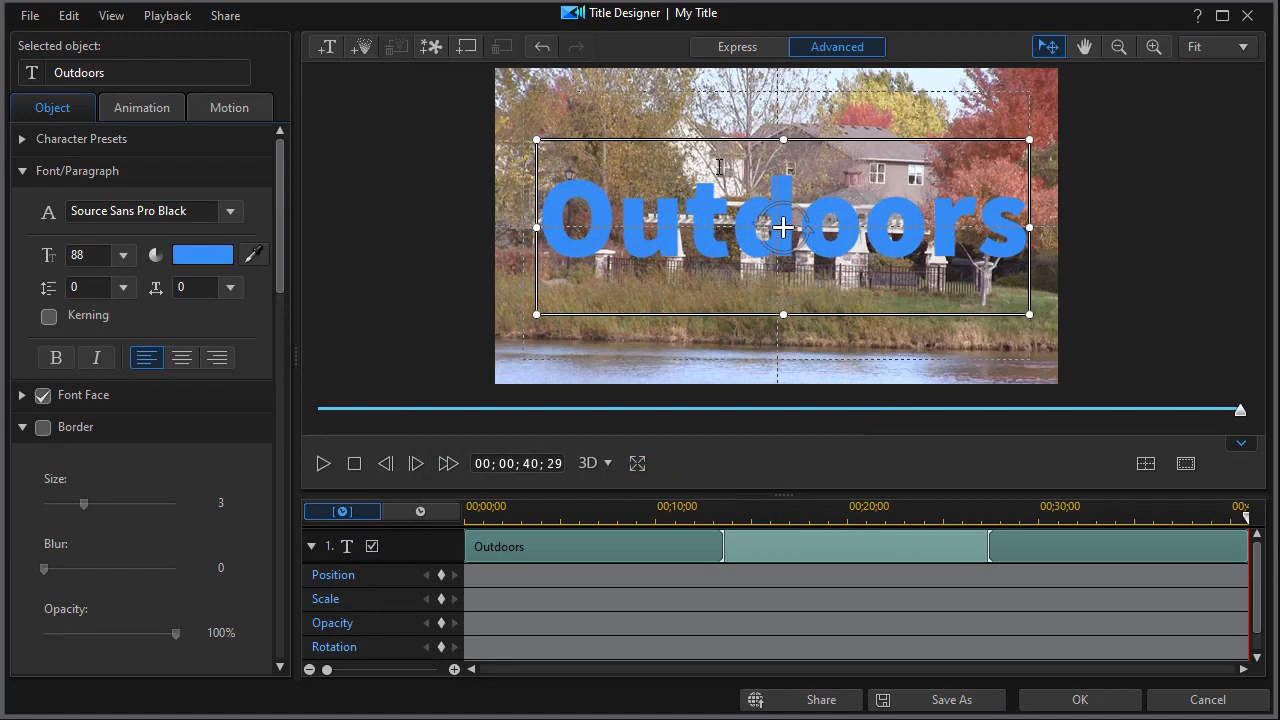 File Edit View Playback Share
Title Designer | My Title
?
Selected object:
T Outdoors
Object Animation Motion
Character Presets
Font/Paragraph
A Source Sans Pro Black
88
0 0
Kerning
B I
Font Face
Border
Size:
3
Blur:
0
Opacity:
100%
Express Advanced Fit
Outdoors
00; 00; 40; 29 3D
00;00;00 00;10;00 00;20;00 00;30;00
1. T Outdoors
Position
Scale
Opacity
Rotation
Share Save As OK Cancel